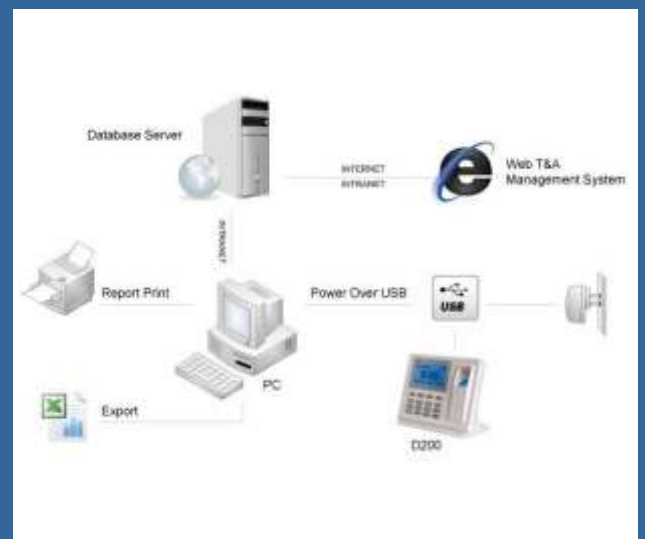 Database Server
INTERNET
INTRANET
Web T&A
Management System
INTRANET
Report Print
Power Over USB
USB
PC
Export
D200